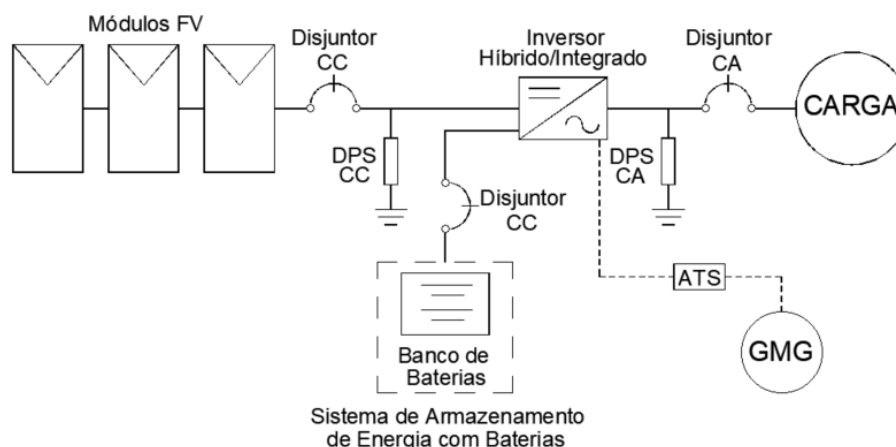 Módulos FV
Disjuntor
CC
Inversor
Híbrido/Integrado
Disjuntor
CA
CARGA
DPS
CC
Disjuntor
CC
DPS
CA
ATS
GMG
Banco de
Baterias
Sistema de Armazenamento
de Energia com Baterias